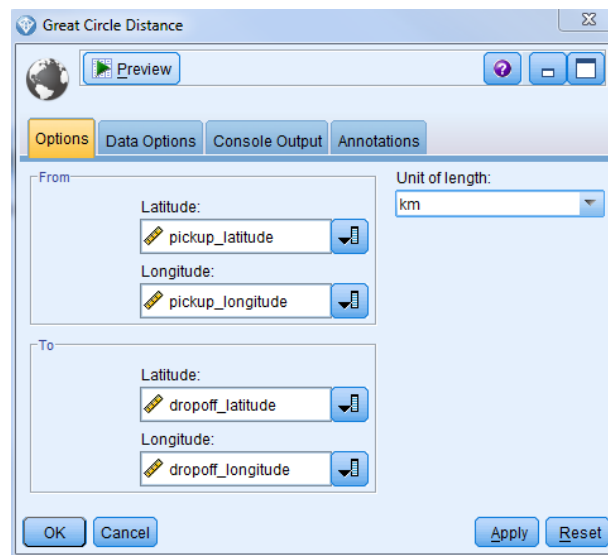 Great Circle Distance
Preview
Options Data Options Console Output Annotations
From
Latitude:
pickup_latitude
Longitude:
pickup_longitude
Unit of length:
km
To
Latitude:
dropoff_latitude
Longitude:
dropoff_longitude
OK Cancel Apply Reset